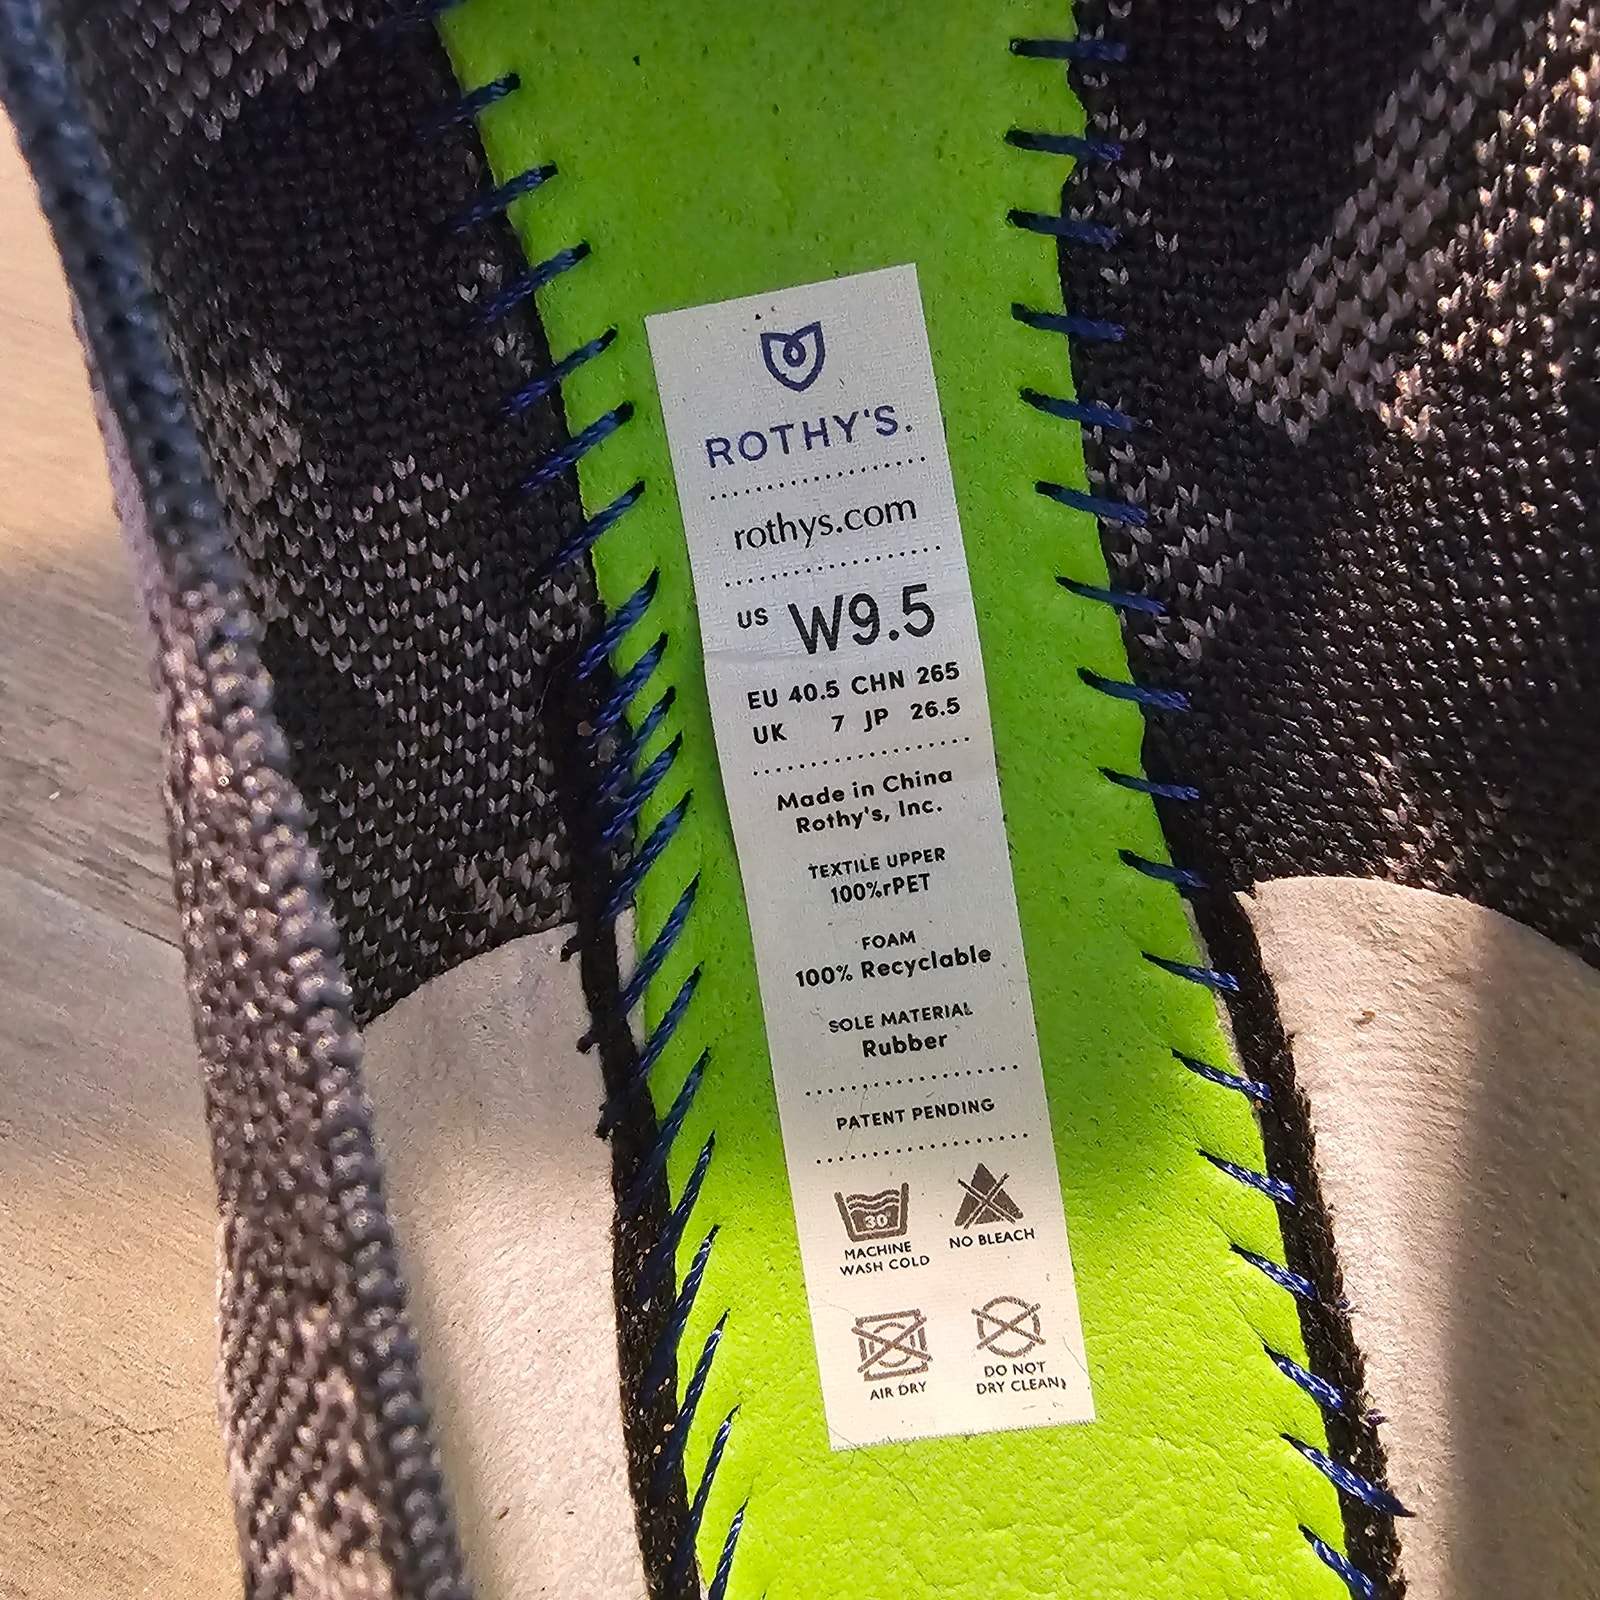 ROTHY'S.
rothys.com
US W9.5
EU 40.5 CHN 265
UK 7 JP 26.5
Made in China
Rothy's, Inc.
TEXTILE UPPER
100%rPET
FOAM
100% Recyclable
SOLE MATERIAL
Rubber
PATENT PENDING
30°
MACHINE
WASH COLD
NO BLEACH
AIR DRY
DO NOT
DRY CLEAN